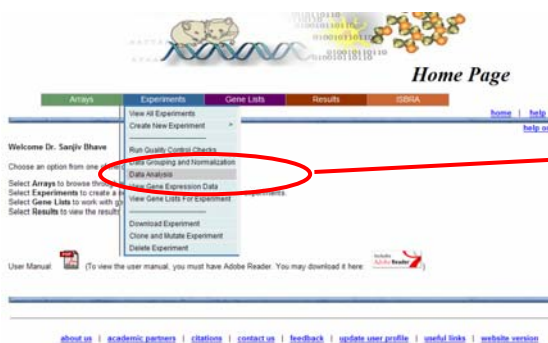 Home Page
Arrays Experiments Gene Lists Results ISBRA
home | help
help on
View All Experiments
Create New Experiment >
Welcome Dr. Sanjiv Bhave
Run Quality Control Checks
Choose an option from one
Data Grouping and Normalization
Data Analysis
Select Arrays to browse
View Gene Expression Data
Select Experiments to create a experiments.
View Gene Lists For Experiment
Select Gene Lists to work with
Select Results to view the results
Download Experiment
Clone and Mutate Experiment
Delete Experiment
User Manual: (To view the user manual, you must have Adobe Reader. You may download it here: )
about us | academic partners | citations | contact us | feedback | update user profile | useful links | website version